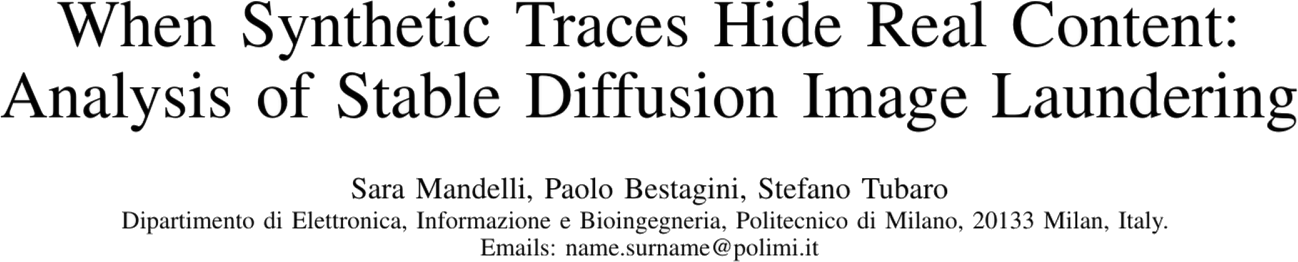 When Synthetic Traces Hide Real Content:
Analysis of Stable Diffusion Image Laundering
Sara Mandelli, Paolo Bestagini, Stefano Tubaro
Dipartimento di Elettronica, Informazione e Bioingegneria, Politecnico di Milano, 20133 Milan, Italy.
Emails: name.surname@polimi.it